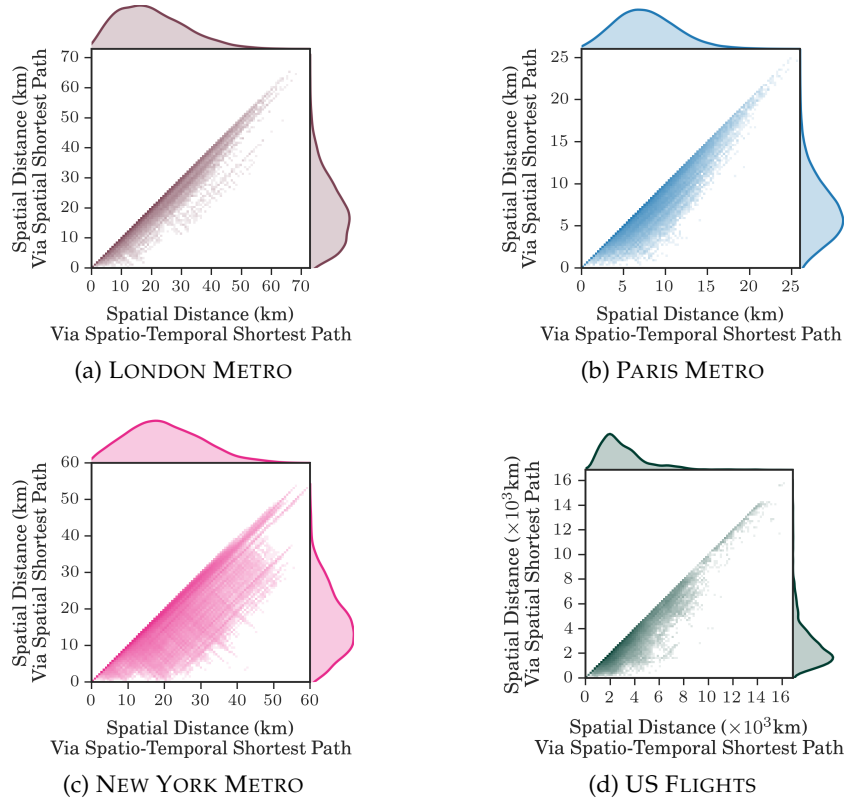 70
60
50
40
30
20
10
0
Spatial Distance (km)
Via Spatial Shortest Path
0 10 20 30 40 50 60 70
Spatial Distance (km)
Via Spatio-Temporal Shortest Path
(a) LONDON METRO
25
20
15
10
5
0
Spatial Distance (km)
Via Spatial Shortest Path
0 5 10 15 20 25
Spatial Distance (km)
Via Spatio-Temporal Shortest Path
(b) PARIS METRO
60
50
40
30
20
10
0
Spatial Distance (km)
Via Spatial Shortest Path
0 10 20 30 40 50 60
Spatial Distance (km)
Via Spatio-Temporal Shortest Path
(c) NEW YORK METRO
16
14
12
10
8
6
4
2
0
Spatial Distance (×10³km)
Via Spatial Shortest Path
0 2 4 6 8 10 12 14 16
Spatial Distance (×10³km)
Via Spatio-Temporal Shortest Path
(d) US FLIGHTS